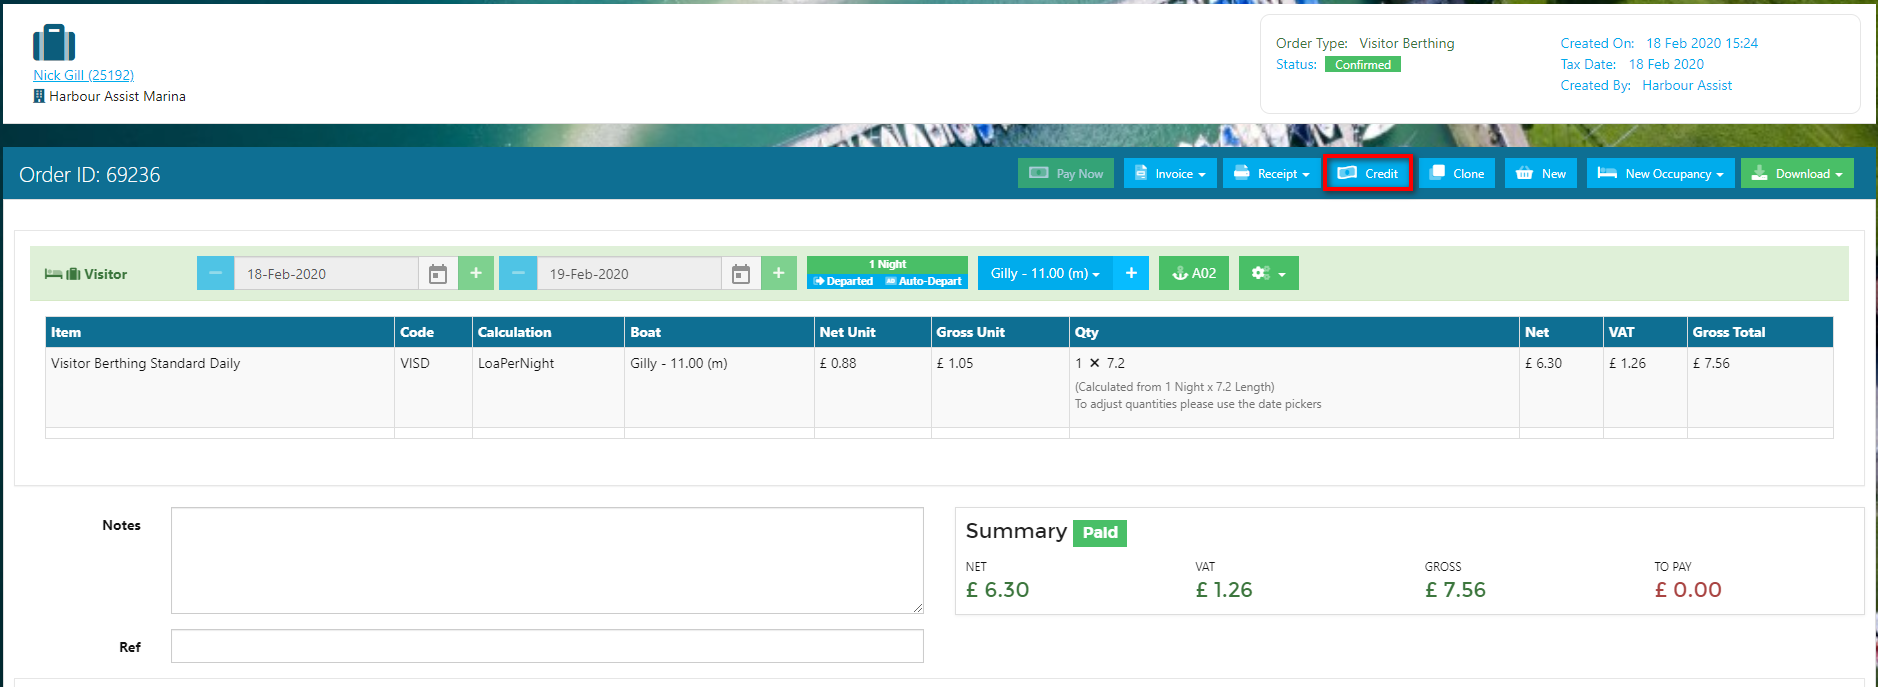 Nick Gill (25192)
Harbour Assist Marina
Order Type: Visitor Berthing
Status: Confirmed
Created On: 18 Feb 2020 15:24
Tax Date: 18 Feb 2020
Created By: Harbour Assist
Order ID: 69236
Pay Now Invoice Receipt Credit Clone New New Occupancy Download
Visitor 18-Feb-2020 + 19-Feb-2020 + 1 Night Gilly - 11.00 (m) + A02
Departed Auto-Depart
Item Code Calculation Boat Net Unit Gross Unit Qty Net VAT Gross Total
Visitor Berthing Standard Daily VISD LoaPerNight Gilly - 11.00 (m) £ 0.88 £ 1.05 1 × 7.2 £ 6.30 £ 1.26 £ 7.56
(Calculated from 1 Night x 7.2 Length)
To adjust quantities please use the date pickers
Notes
Summary Paid
NET VAT GROSS TO PAY
£ 6.30 £ 1.26 £ 7.56 £ 0.00
Ref